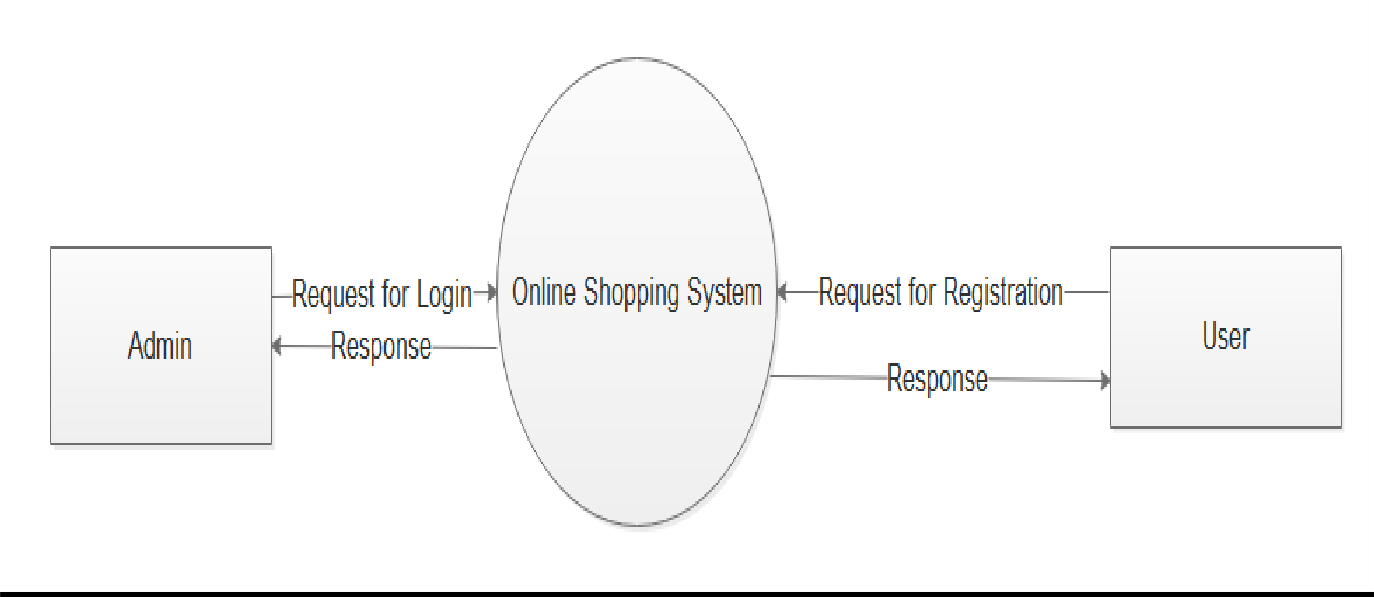 Request for Login
Online Shopping System
Request for Registration
Admin
Response
User
Response